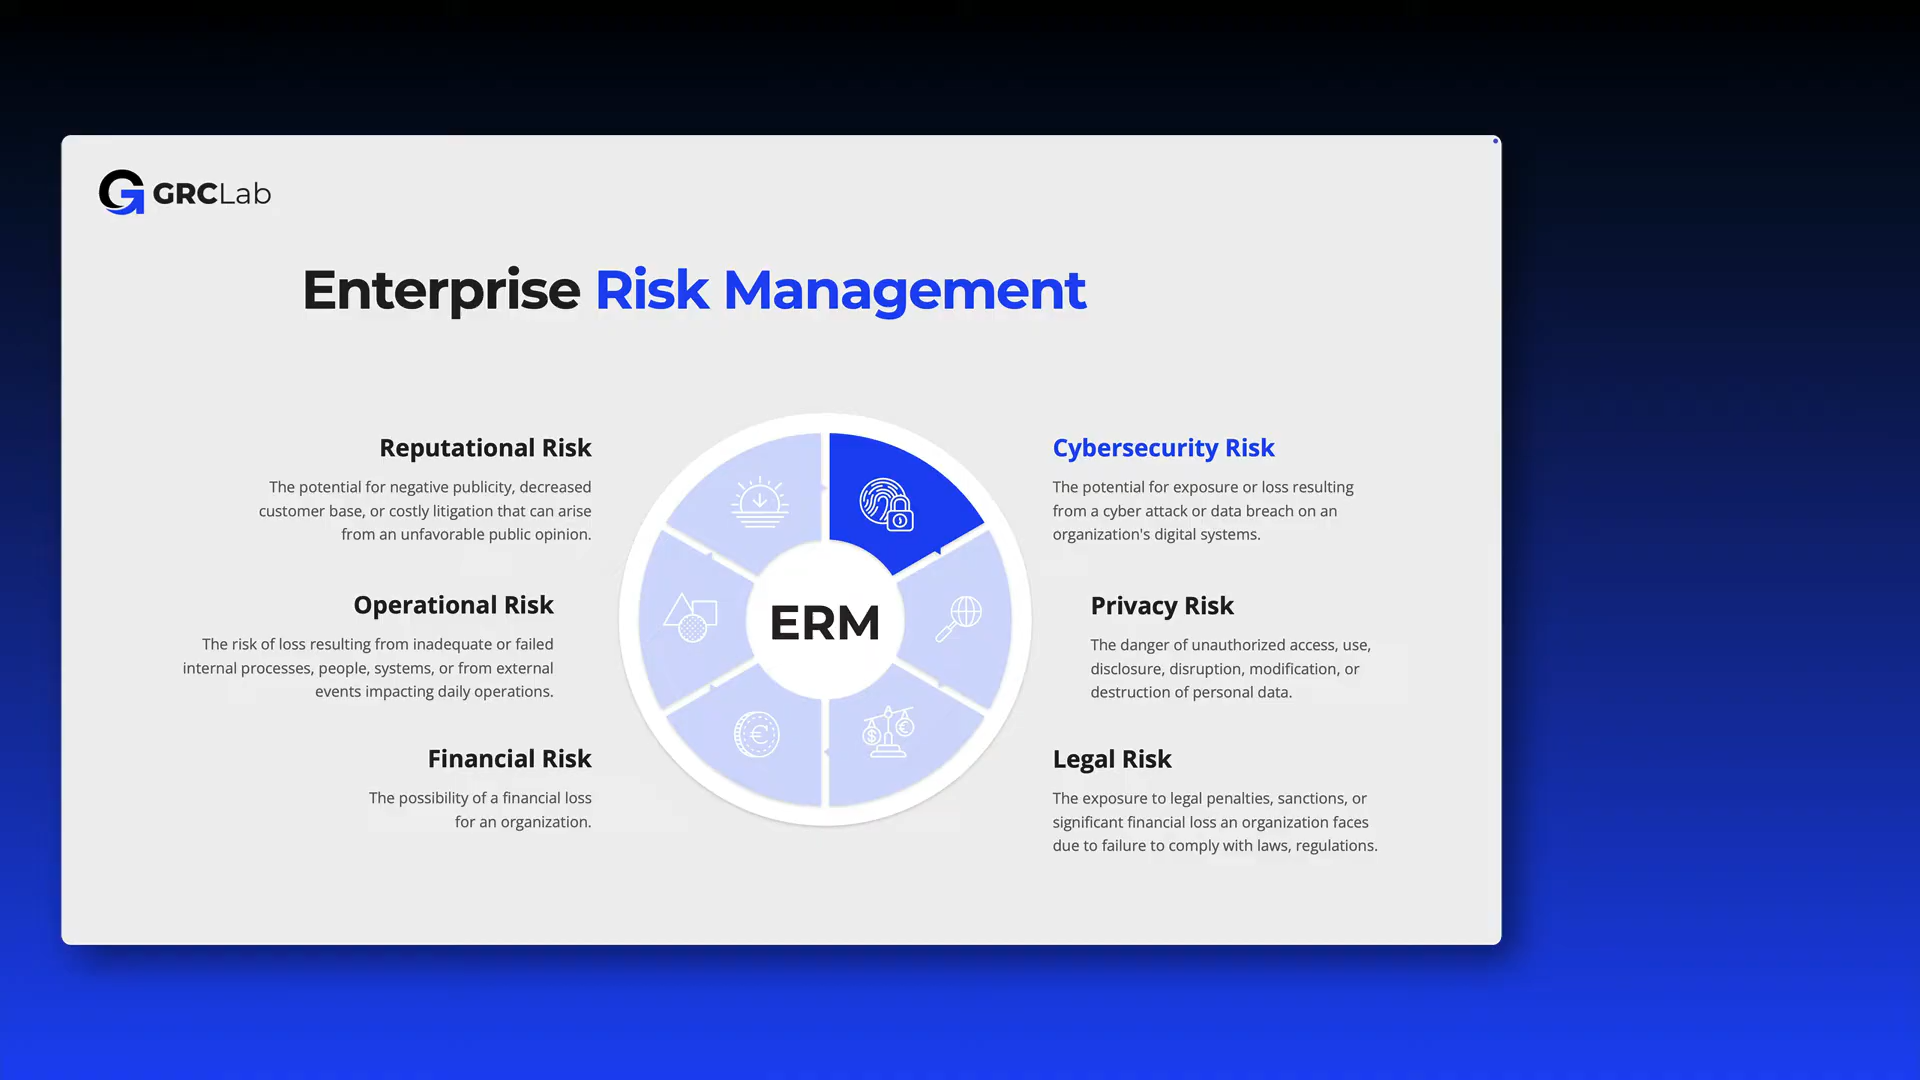 GRCLab
Enterprise Risk Management
Reputational Risk
The potential for negative publicity, decreased
customer base, or costly litigation that can arise
from an unfavorable public opinion.
Operational Risk
The risk of loss resulting from inadequate or failed
internal processes, people, systems, or from external
events impacting daily operations.
Financial Risk
The possibility of a financial loss
for an organization.
ERM
€
$
€
Cybersecurity Risk
The potential for exposure or loss resulting
from a cyber attack or data breach on an
organization's digital systems.
Privacy Risk
The danger of unauthorized access, use,
disclosure, disruption, modification, or
destruction of personal data.
Legal Risk
The exposure to legal penalties, sanctions, or
significant financial loss an organization faces
due to failure to comply with laws, regulations.